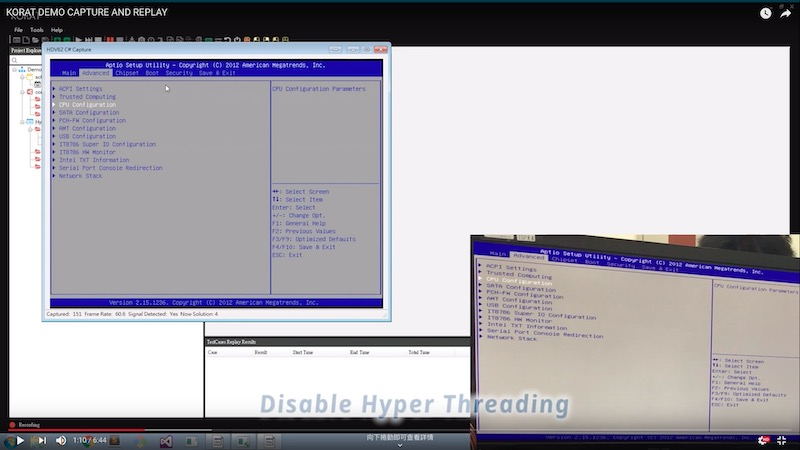 KORAT DEMO CAPTURE AND REPLAY
File Tools Help
Project Explorer
HDV62 C# Capture
Aptio Setup Utility - Copyright (C) 2012 American Megatrends, Inc.
Main Advanced Chipset Boot Security Save & Exit
ACPI Settings
Trusted Computing
CPU Configuration
SATA Configuration
PCH-FW Configuration
AMT Configuration
USB Configuration
IT8786 Super IO Configuration
IT8786 HW Monitor
Intel TXT Information
Serial Port Console Redirection
Network Stack
CPU Configuration Parameters
: Select Screen
: Select Item
Enter: Select
+/-: Change Opt.
F1: General Help
F2: Previous Values
F3/F9: Optimized Defaults
F4/F10: Save & Exit
ESC: Exit
Version 2.15.1236. Copyright (C) 2012 American Megatrends, Inc.
Captured: 151 Frame Rate: 60.6 Signal Detected: Yes Now Solution: 4
TestCases Replay Results
Case Result Start Time End Time Total Time
Aptio Setup Utility - Copyright (C) 2012 American Megatrends, Inc.
Main Advanced Chipset Boot Security Save & Exit
ACPI Settings
Trusted Computing
CPU Configuration
SATA Configuration
PCH-FW Configuration
AMT Configuration
USB Configuration
IT8786 Super IO Configuration
IT8786 HW Monitor
Intel TXT Information
Serial Port Console Redirection
Network Stack
CPU Configuration Parameters
: Select Screen
: Select Item
Enter: Select
+/-: Change Opt.
F1: General Help
F2: Previous Values
F3/F9: Optimized Defaults
F4/F10: Save & Exit
ESC: Exit
Version 2.15.1236. Copyright (C) 2012 American Megatrends, Inc.
Disable Hyper Threading
Recording
1:10 / 6:44
向下捲動即可查看詳情